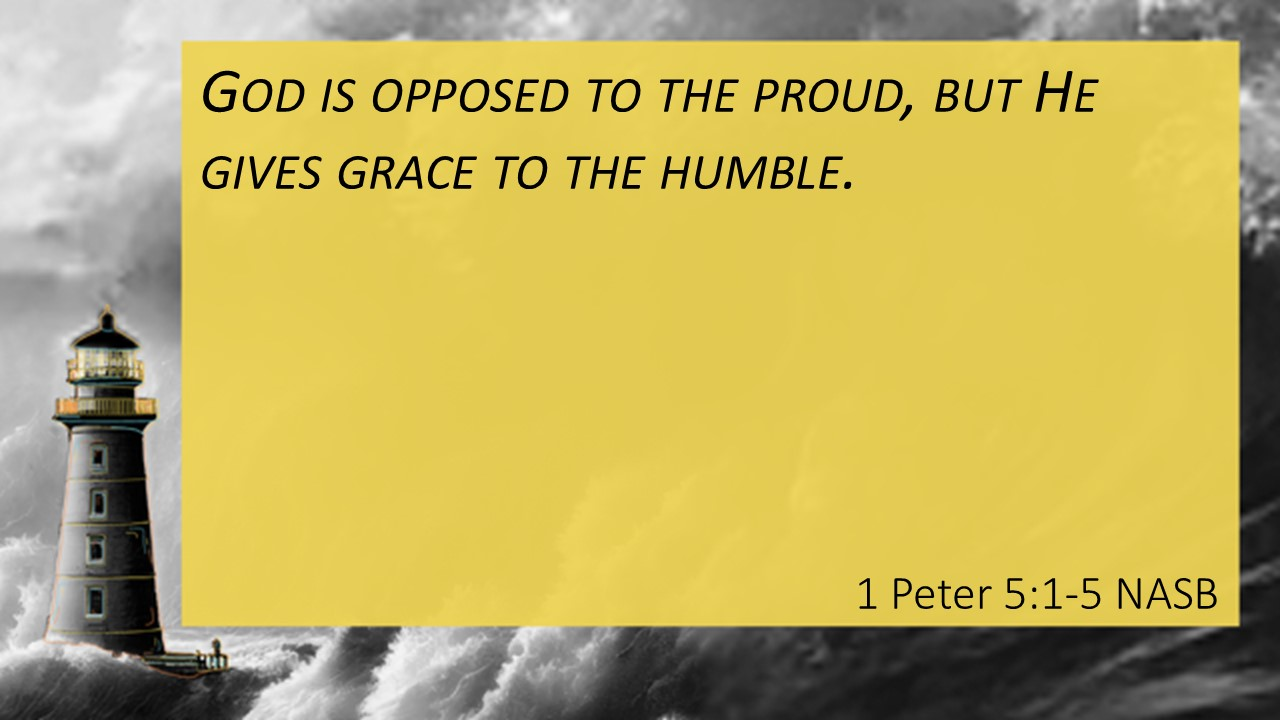 God is opposed to the proud, but He
gives grace to the humble.
1 Peter 5:1-5 NASB